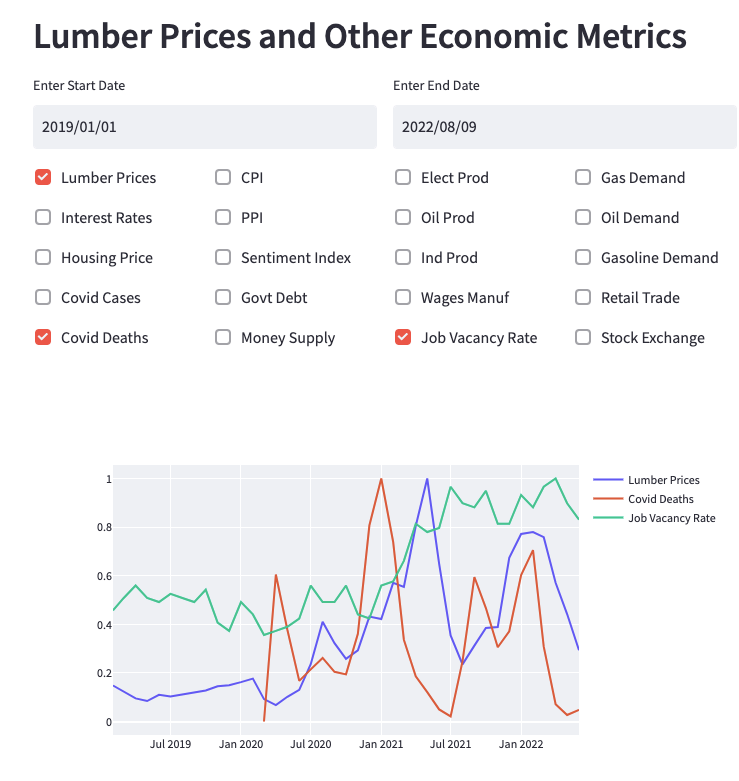 Lumber Prices and Other Economic Metrics
Enter Start Date Enter End Date
2019/01/01 2022/08/09
Lumber Prices CPI Elect Prod Gas Demand
Interest Rates PPI Oil Prod Oil Demand
Housing Price Sentiment Index Ind Prod Gasoline Demand
Covid Cases Govt Debt Wages Manuf Retail Trade
Covid Deaths Money Supply Job Vacancy Rate Stock Exchange
1 Lumber Prices
Covid Deaths
Job Vacancy Rate
0.8
0.6
0.4
0.2
0
Jul 2019 Jan 2020 Jul 2020 Jan 2021 Jul 2021 Jan 2022